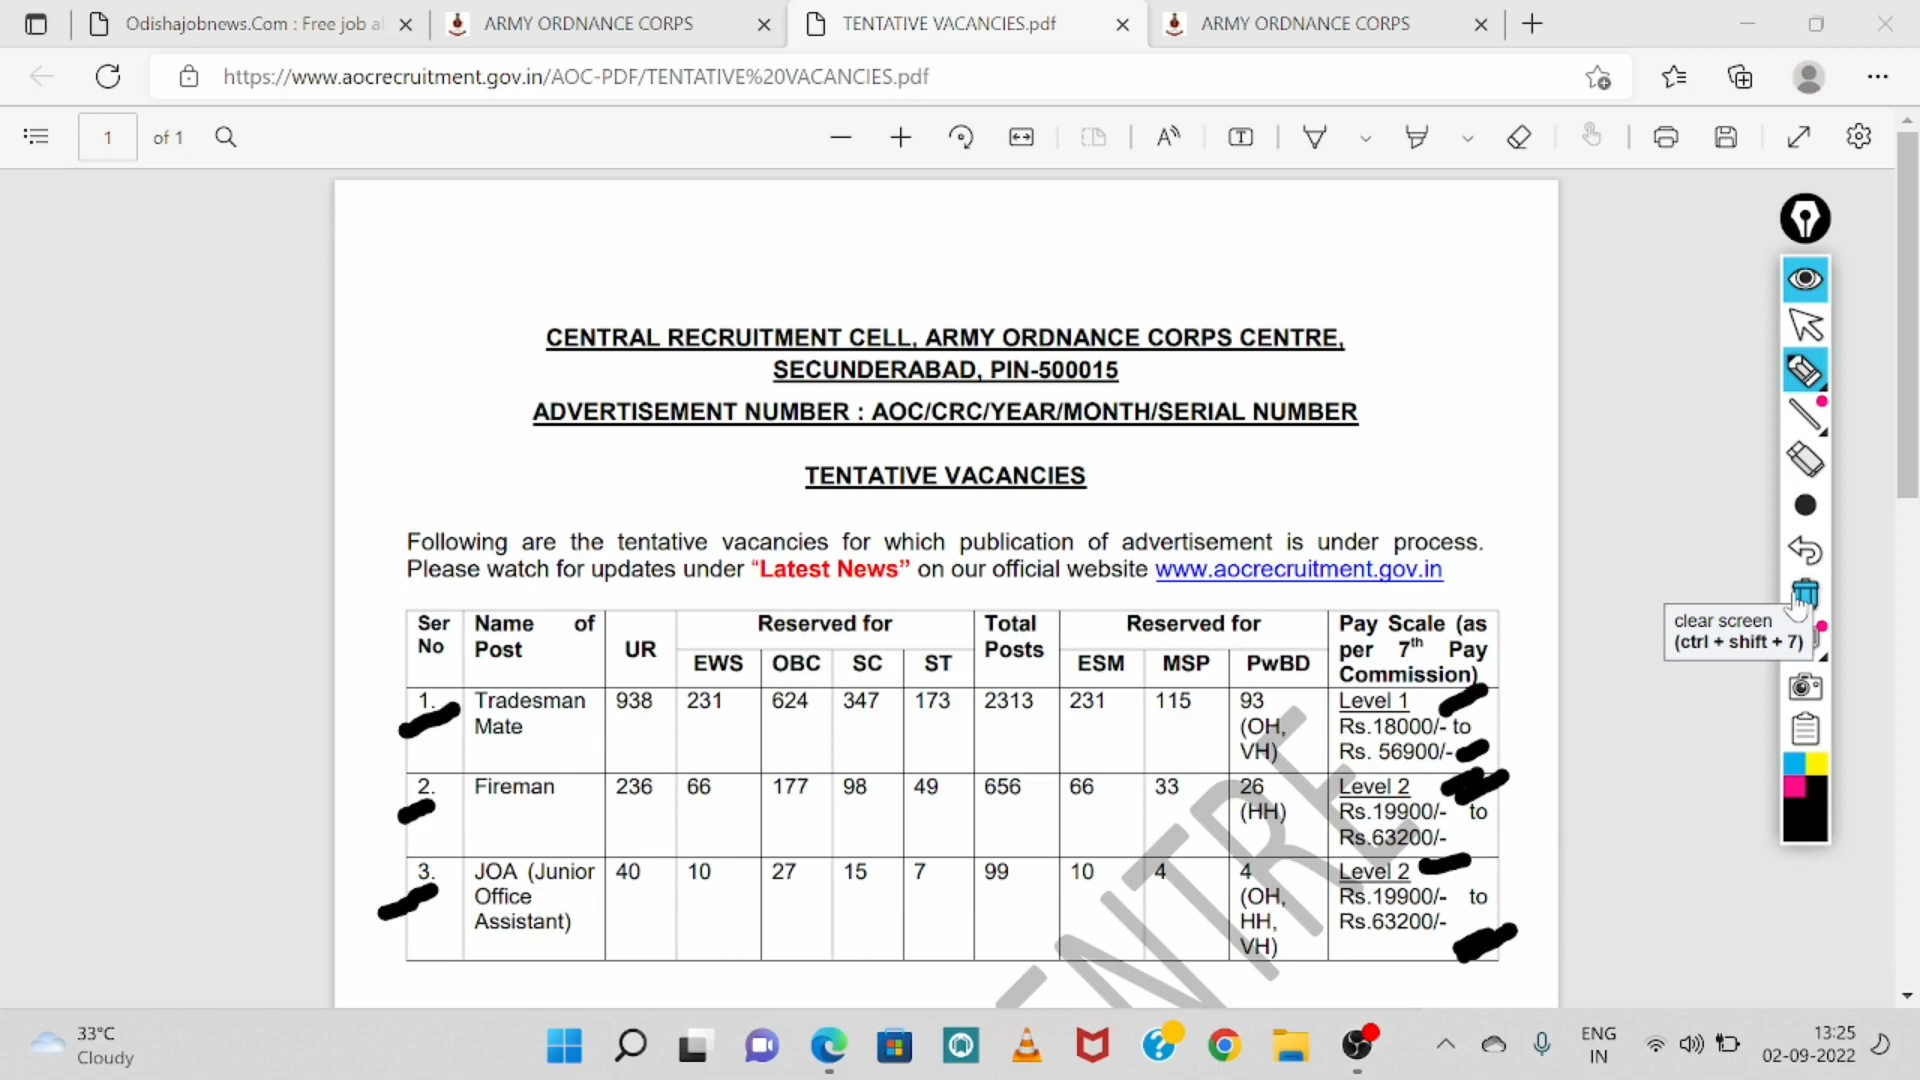 Odishajobnews.Com : Free job al
ARMY ORDNANCE CORPS
TENTATIVE VACANCIES.pdf
ARMY ORDNANCE CORPS
https://www.aocrecruitment.gov.in/AOC-PDF/TENTATIVE%20VACANCIES.pdf
1 of 1
CENTRAL RECRUITMENT CELL, ARMY ORDNANCE CORPS CENTRE,
SECUNDERABAD, PIN-500015
ADVERTISEMENT NUMBER : AOC/CRC/YEAR/MONTH/SERIAL NUMBER
TENTATIVE VACANCIES
Following are the tentative vacancies for which publication of advertisement is under process.
Please watch for updates under “Latest News” on our official website www.aocrecruitment.gov.in
Ser No | Name of Post | UR | Reserved for | Total Posts | Reserved for | Pay Scale (as per 7th Pay Commission)
EWS | OBC | SC | ST | ESM | MSP | PwBD
1. | Tradesman Mate | 938 | 231 | 624 | 347 | 173 | 2313 | 231 | 115 | 93 (OH, VH) | Level 1 Rs.18000/- to Rs. 56900/-
2. | Fireman | 236 | 66 | 177 | 98 | 49 | 656 | 66 | 33 | 26 (HH) | Level 2 Rs.19900/- to Rs.63200/-
3. | JOA (Junior Office Assistant) | 40 | 10 | 27 | 15 | 7 | 99 | 10 | 4 | 4 (OH, HH, VH) | Level 2 Rs.19900/- to Rs.63200/-
ENTRE
clear screen
(ctrl + shift + 7)
33°C
Cloudy
ENG
IN
13:25
02-09-2022